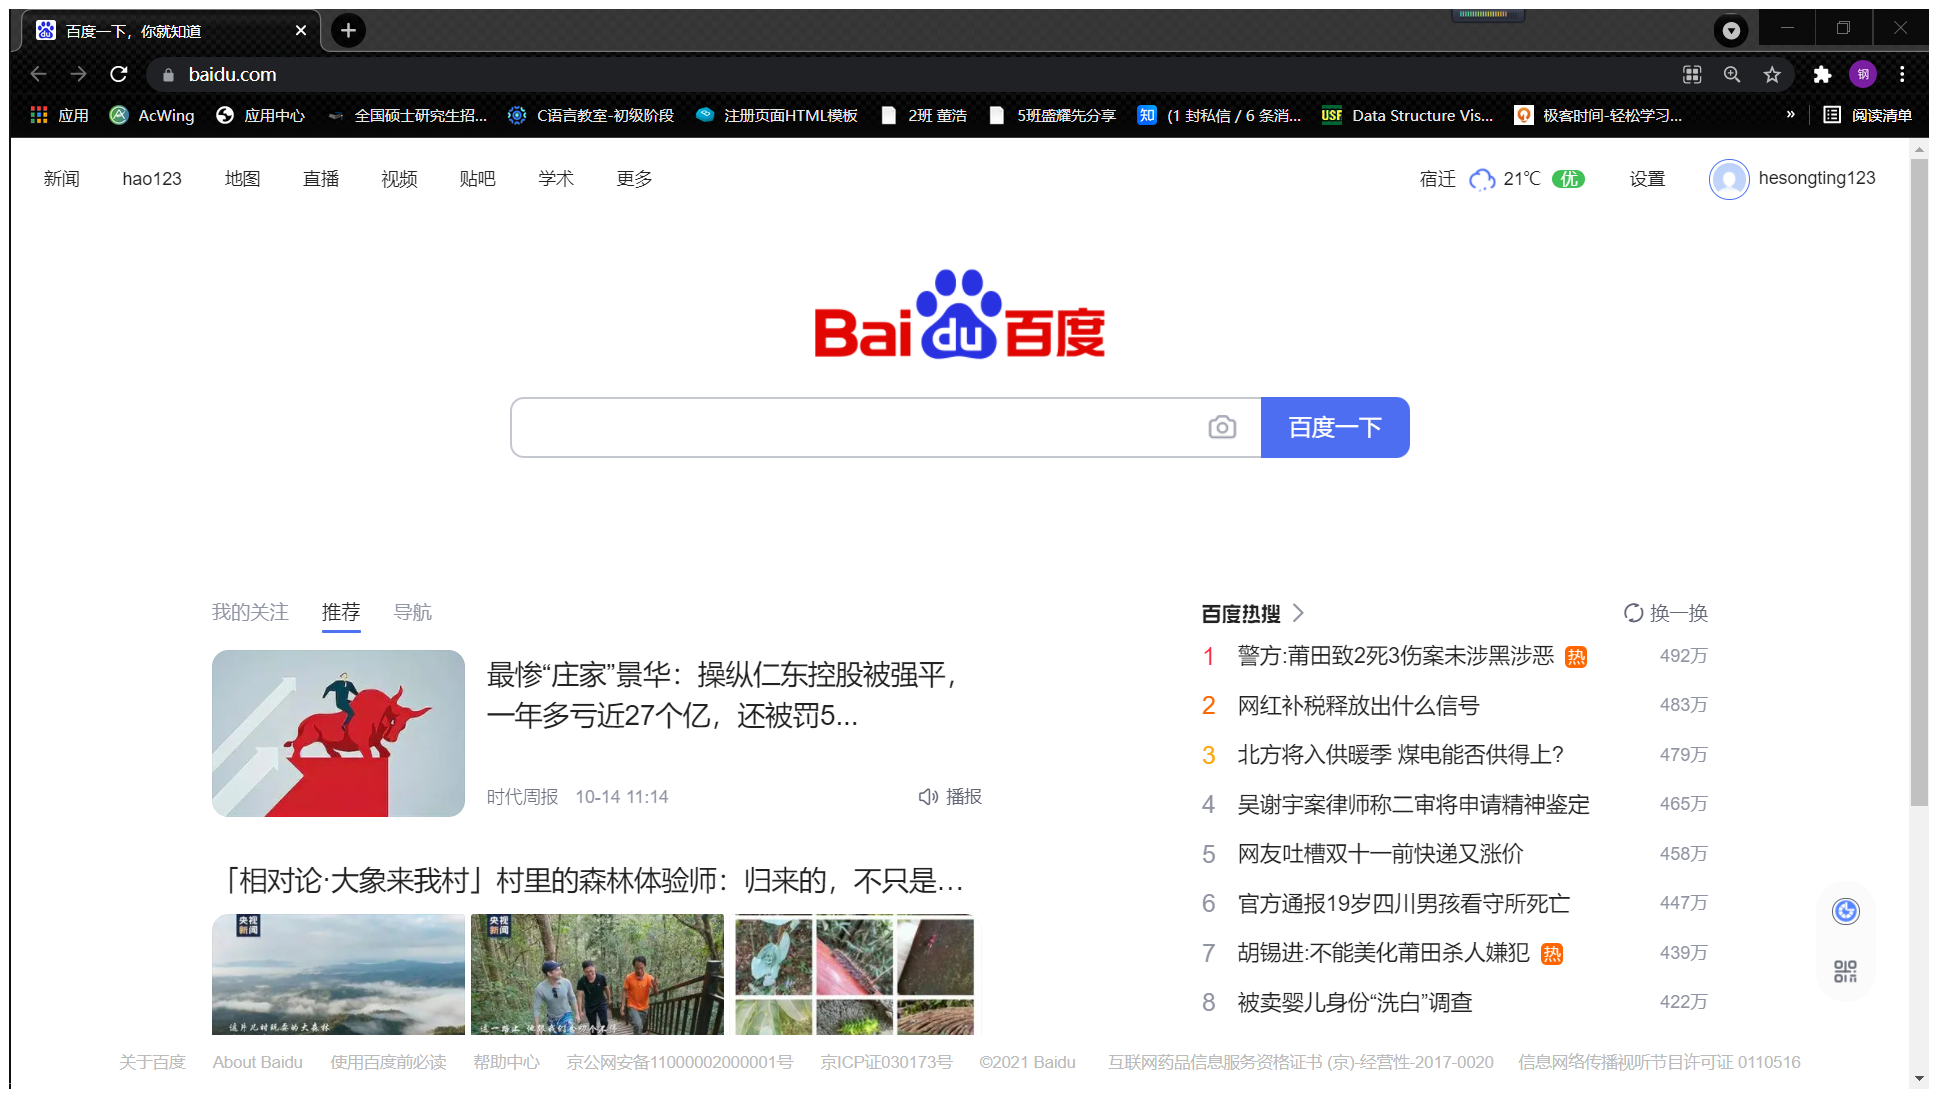 百度一下，你就知道
baidu.com
钢
应用 AcWing 应用中心 全国硕士研究生招... C语言教室-初级阶段 注册页面HTML模板 2班 董浩 5班盛耀先分享 知 (1 封私信 / 6 条消... USF Data Structure Vis... 极客时间-轻松学习... » 阅读清单
新闻 hao123 地图 直播 视频 贴吧 学术 更多 宿迁 21℃ 优 设置 hesongting123
Bai du 百度
百度一下
我的关注 推荐 导航
最惨“庄家”景华：操纵仁东控股被强平，
一年多亏近27个亿，还被罚5...
时代周报 10-14 11:14 播报
「相对论·大象来我村」村里的森林体验师：归来的，不只是…
央视新闻
央视新闻
这片儿时玩耍的大森林
百度热搜 换一换
1 警方:莆田致2死3伤案未涉黑涉恶 热 492万
2 网红补税释放出什么信号 483万
3 北方将入供暖季 煤电能否供得上? 479万
4 吴谢宇案律师称二审将申请精神鉴定 465万
5 网友吐槽双十一前快递又涨价 458万
6 官方通报19岁四川男孩看守所死亡 447万
7 胡锡进:不能美化莆田杀人嫌犯 热 439万
8 被卖婴儿身份“洗白”调查 422万
关于百度 About Baidu 使用百度前必读 帮助中心 京公网安备11000002000001号 京ICP证030173号 ©2021 Baidu 互联网药品信息服务资格证书 (京)-经营性-2017-0020 信息网络传播视听节目许可证 0110516